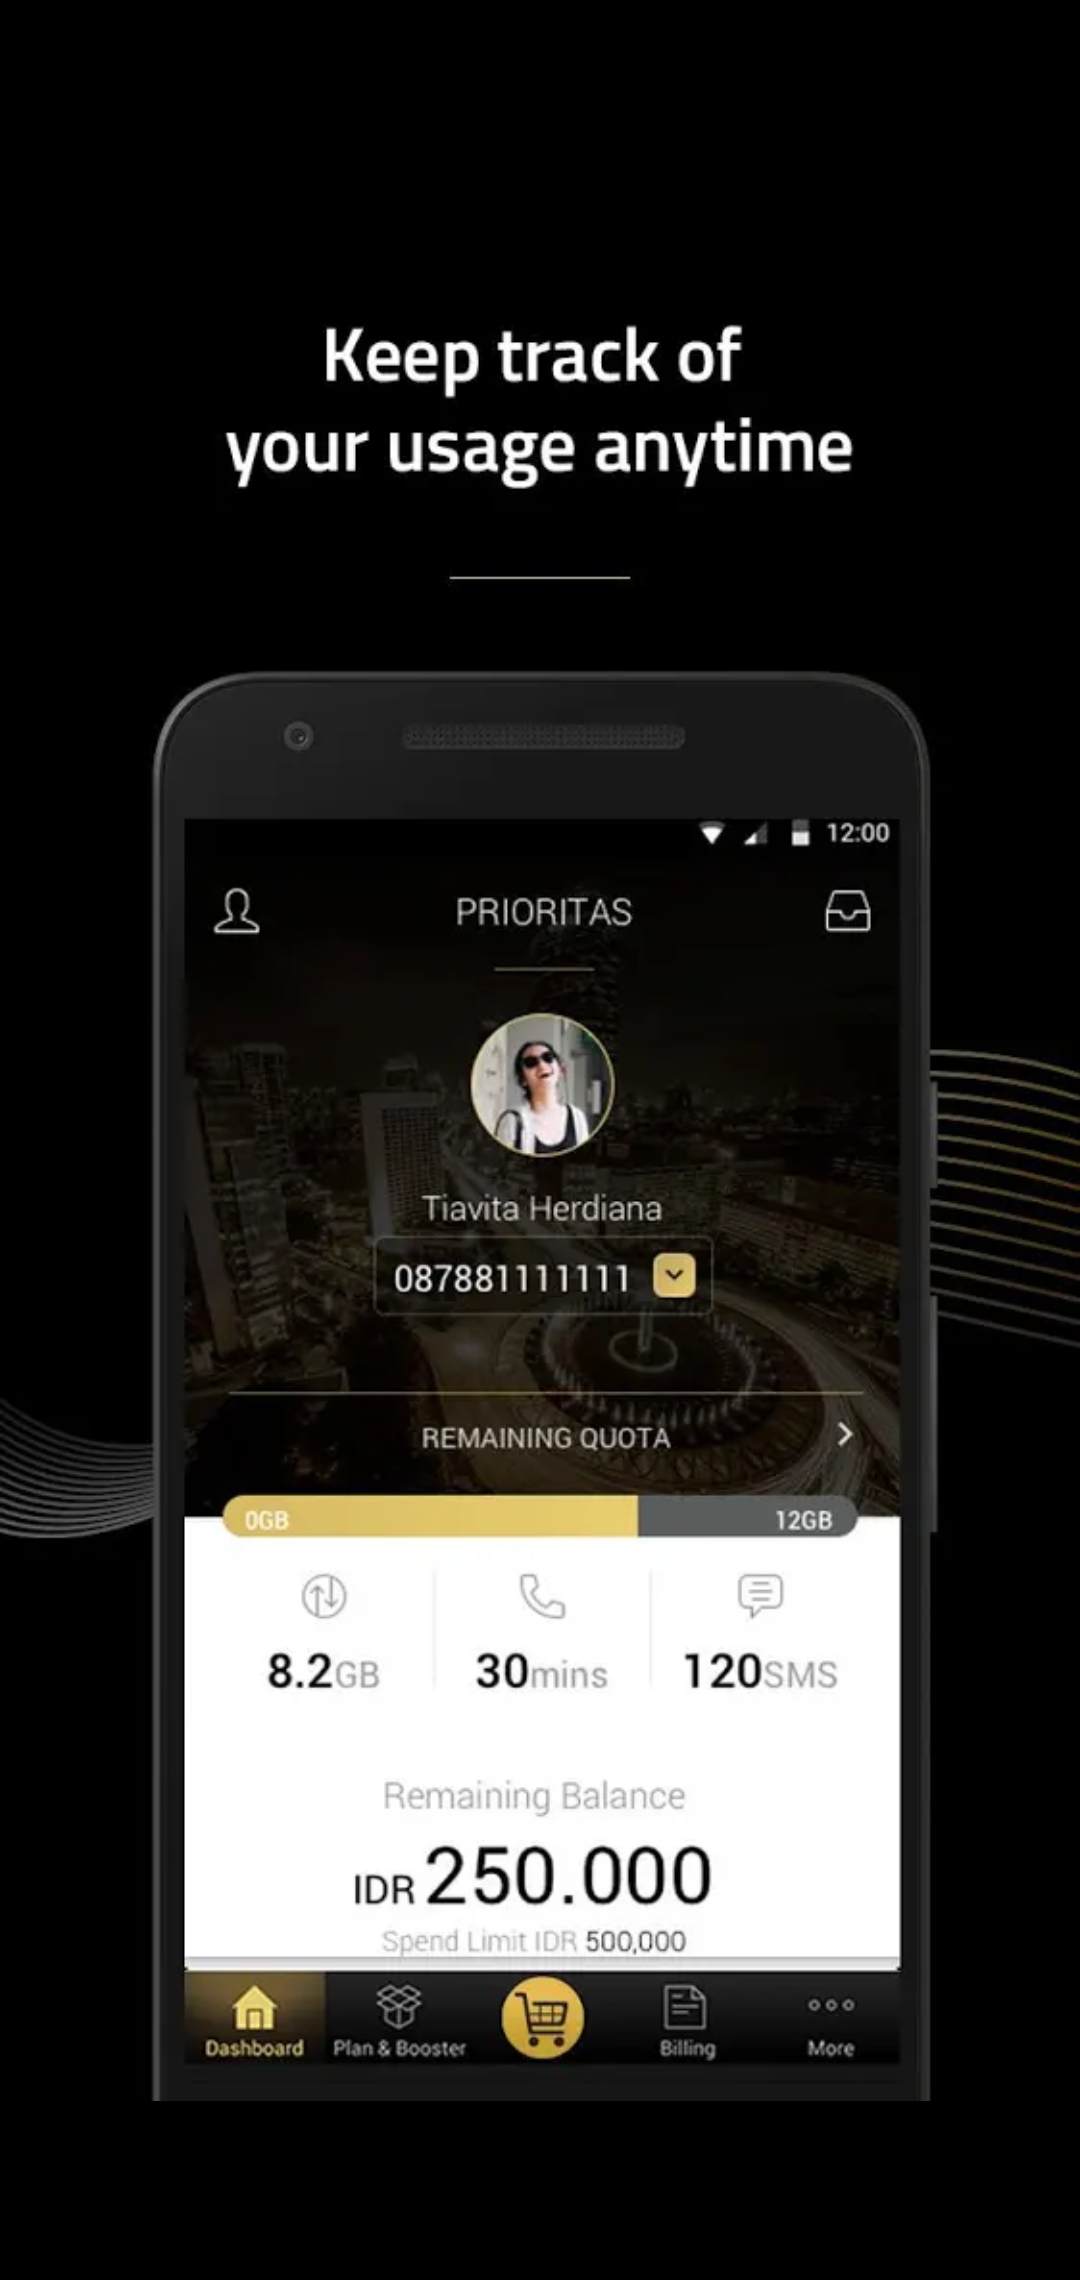 Keep track of
your usage anytime
12:00
PRIORITAS
Tiavita Herdiana
087881111111
REMAINING QUOTA
0GB 12GB
8.2GB 30mins 120SMS
Remaining Balance
IDR 250.000
Spend Limit IDR 500,000
Dashboard Plan & Booster Billing More